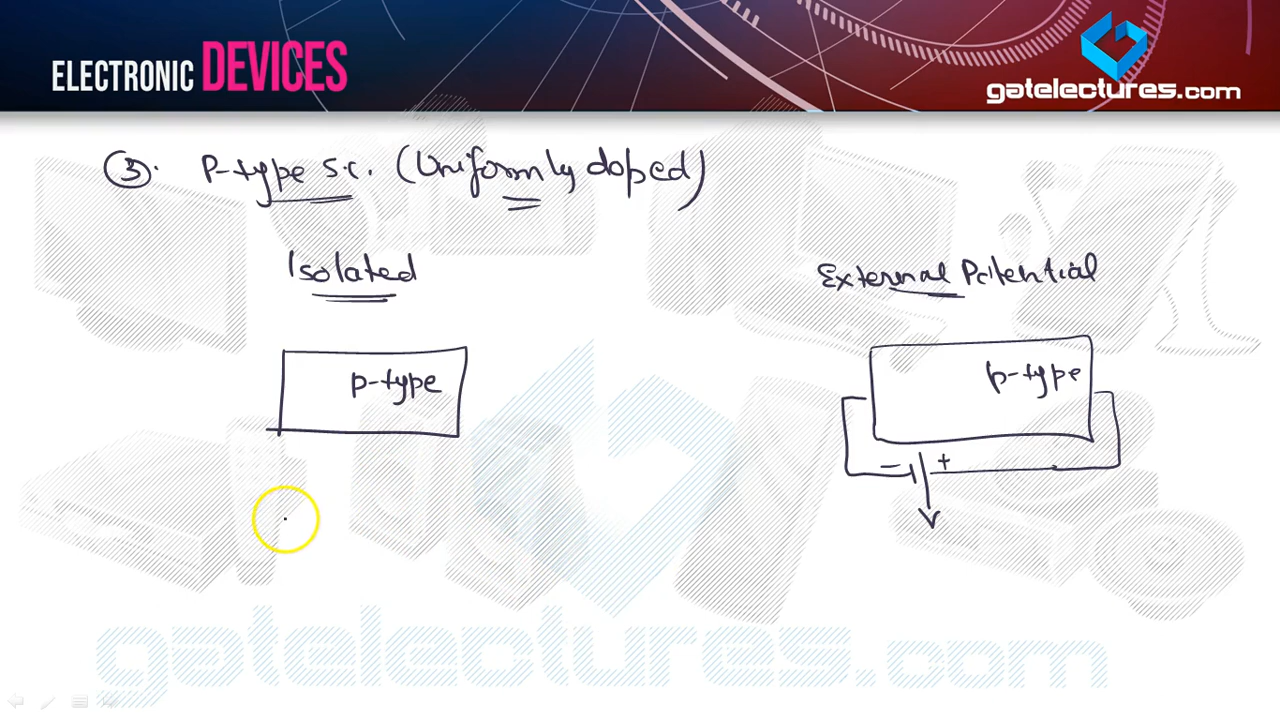 ELECTRONIC DEVICES
gatelectures.com
3. P-type s.c. (Uniformly doped)
Isolated
External Potential
p-type
p-type
- +
gatelectures.com